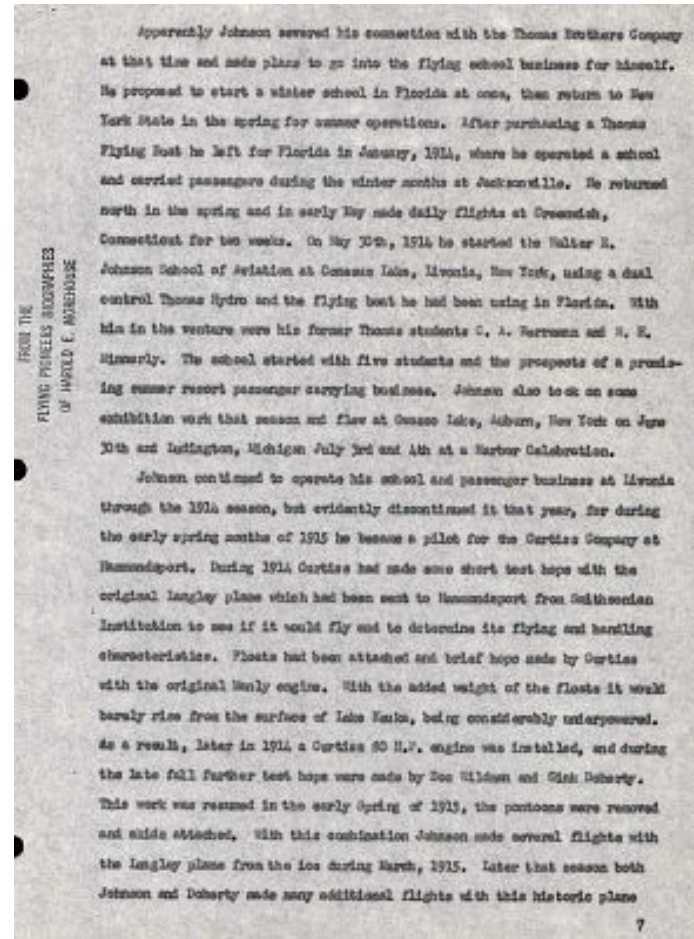 Apparently Johnson severed his connection with the Thomas Brothers Company
at that time and made plans to go into the flying school business for himself.
He proposed to start a winter school in Florida at once, then return to New
York State in the spring for summer operations. After purchasing a Thomas
Flying Boat he left for Florida in January, 1914, where he operated a school
and carried passengers during the winter months at Jacksonville. He returned
north in the spring and in early May made daily flights at Greenwich,
Connecticut for two weeks. On May 30th, 1914 he started the Walter E.
Johnson School of Aviation at Conesus Lake, Livonia, New York, using a dual
control Thomas Hydro and the flying boat he had been using in Florida. With
him in the venture were his former Thomas students C. A. Herrmann and
The school started with five students and the prospects of a promis-
ing summer resort passenger carrying business. Johnson also took on some
exhibition work that season and flew at Owasco Lake, Auburn, New York on June
30th and Ludington, Michigan July 3rd and 4th at a Harbor Celebration.
Johnson continued to operate his school and passenger business at Livonia
through the 1914 season, but evidently discontinued it that year, for during
the early spring months of 1915 he became a pilot for the Curtiss Company at
Hammondsport. During 1914 Curtiss had made some short test hops with the
original Langley plane which had been sent to Hammondsport from Smithsonian
Institution to see if it would fly and to determine its flying and handling
characteristics. Floats had been attached and brief hops made by Curtiss
with the original Manly engine. With the added weight of the floats it would
barely rise from the surface of Lake Keuka, being considerably underpowered.
As a result, later in 1914 a Curtiss 80 H.P. engine was installed, and during
the late fall further test hops were made by Doc Wildman and Gink Doherty.
This work was resumed in the early Spring of 1915, the pontoons were removed
and skids attached. With this combination Johnson made several flights with
the Langley plane from the ice during March, 1915. Later that season both
Johnson and Doherty made many additional flights with this historic plane
7
FROM THE
FLYING PIONEERS BIOGRAPHIES
OF HAROLD E. MOREHOUSE